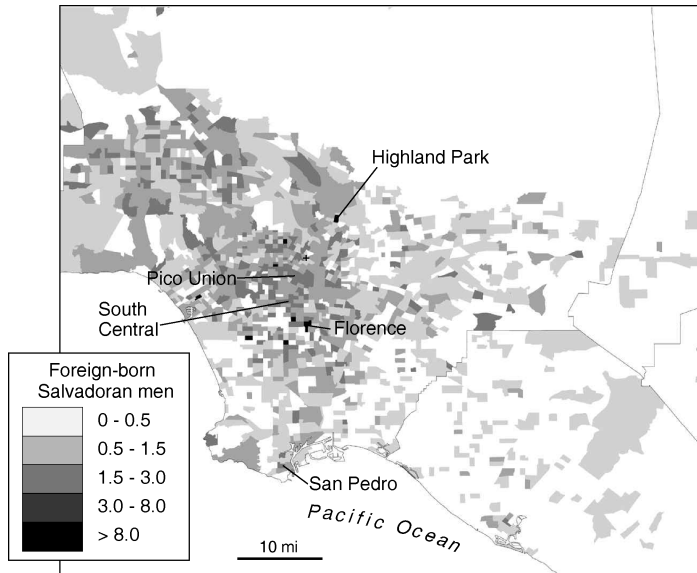 Highland Park
Pico Union
South
Central
Florence
Foreign-born
Salvadoran men
0 - 0.5
0.5 - 1.5
1.5 - 3.0
3.0 - 8.0
> 8.0
San Pedro
Pacific Ocean
10 mi